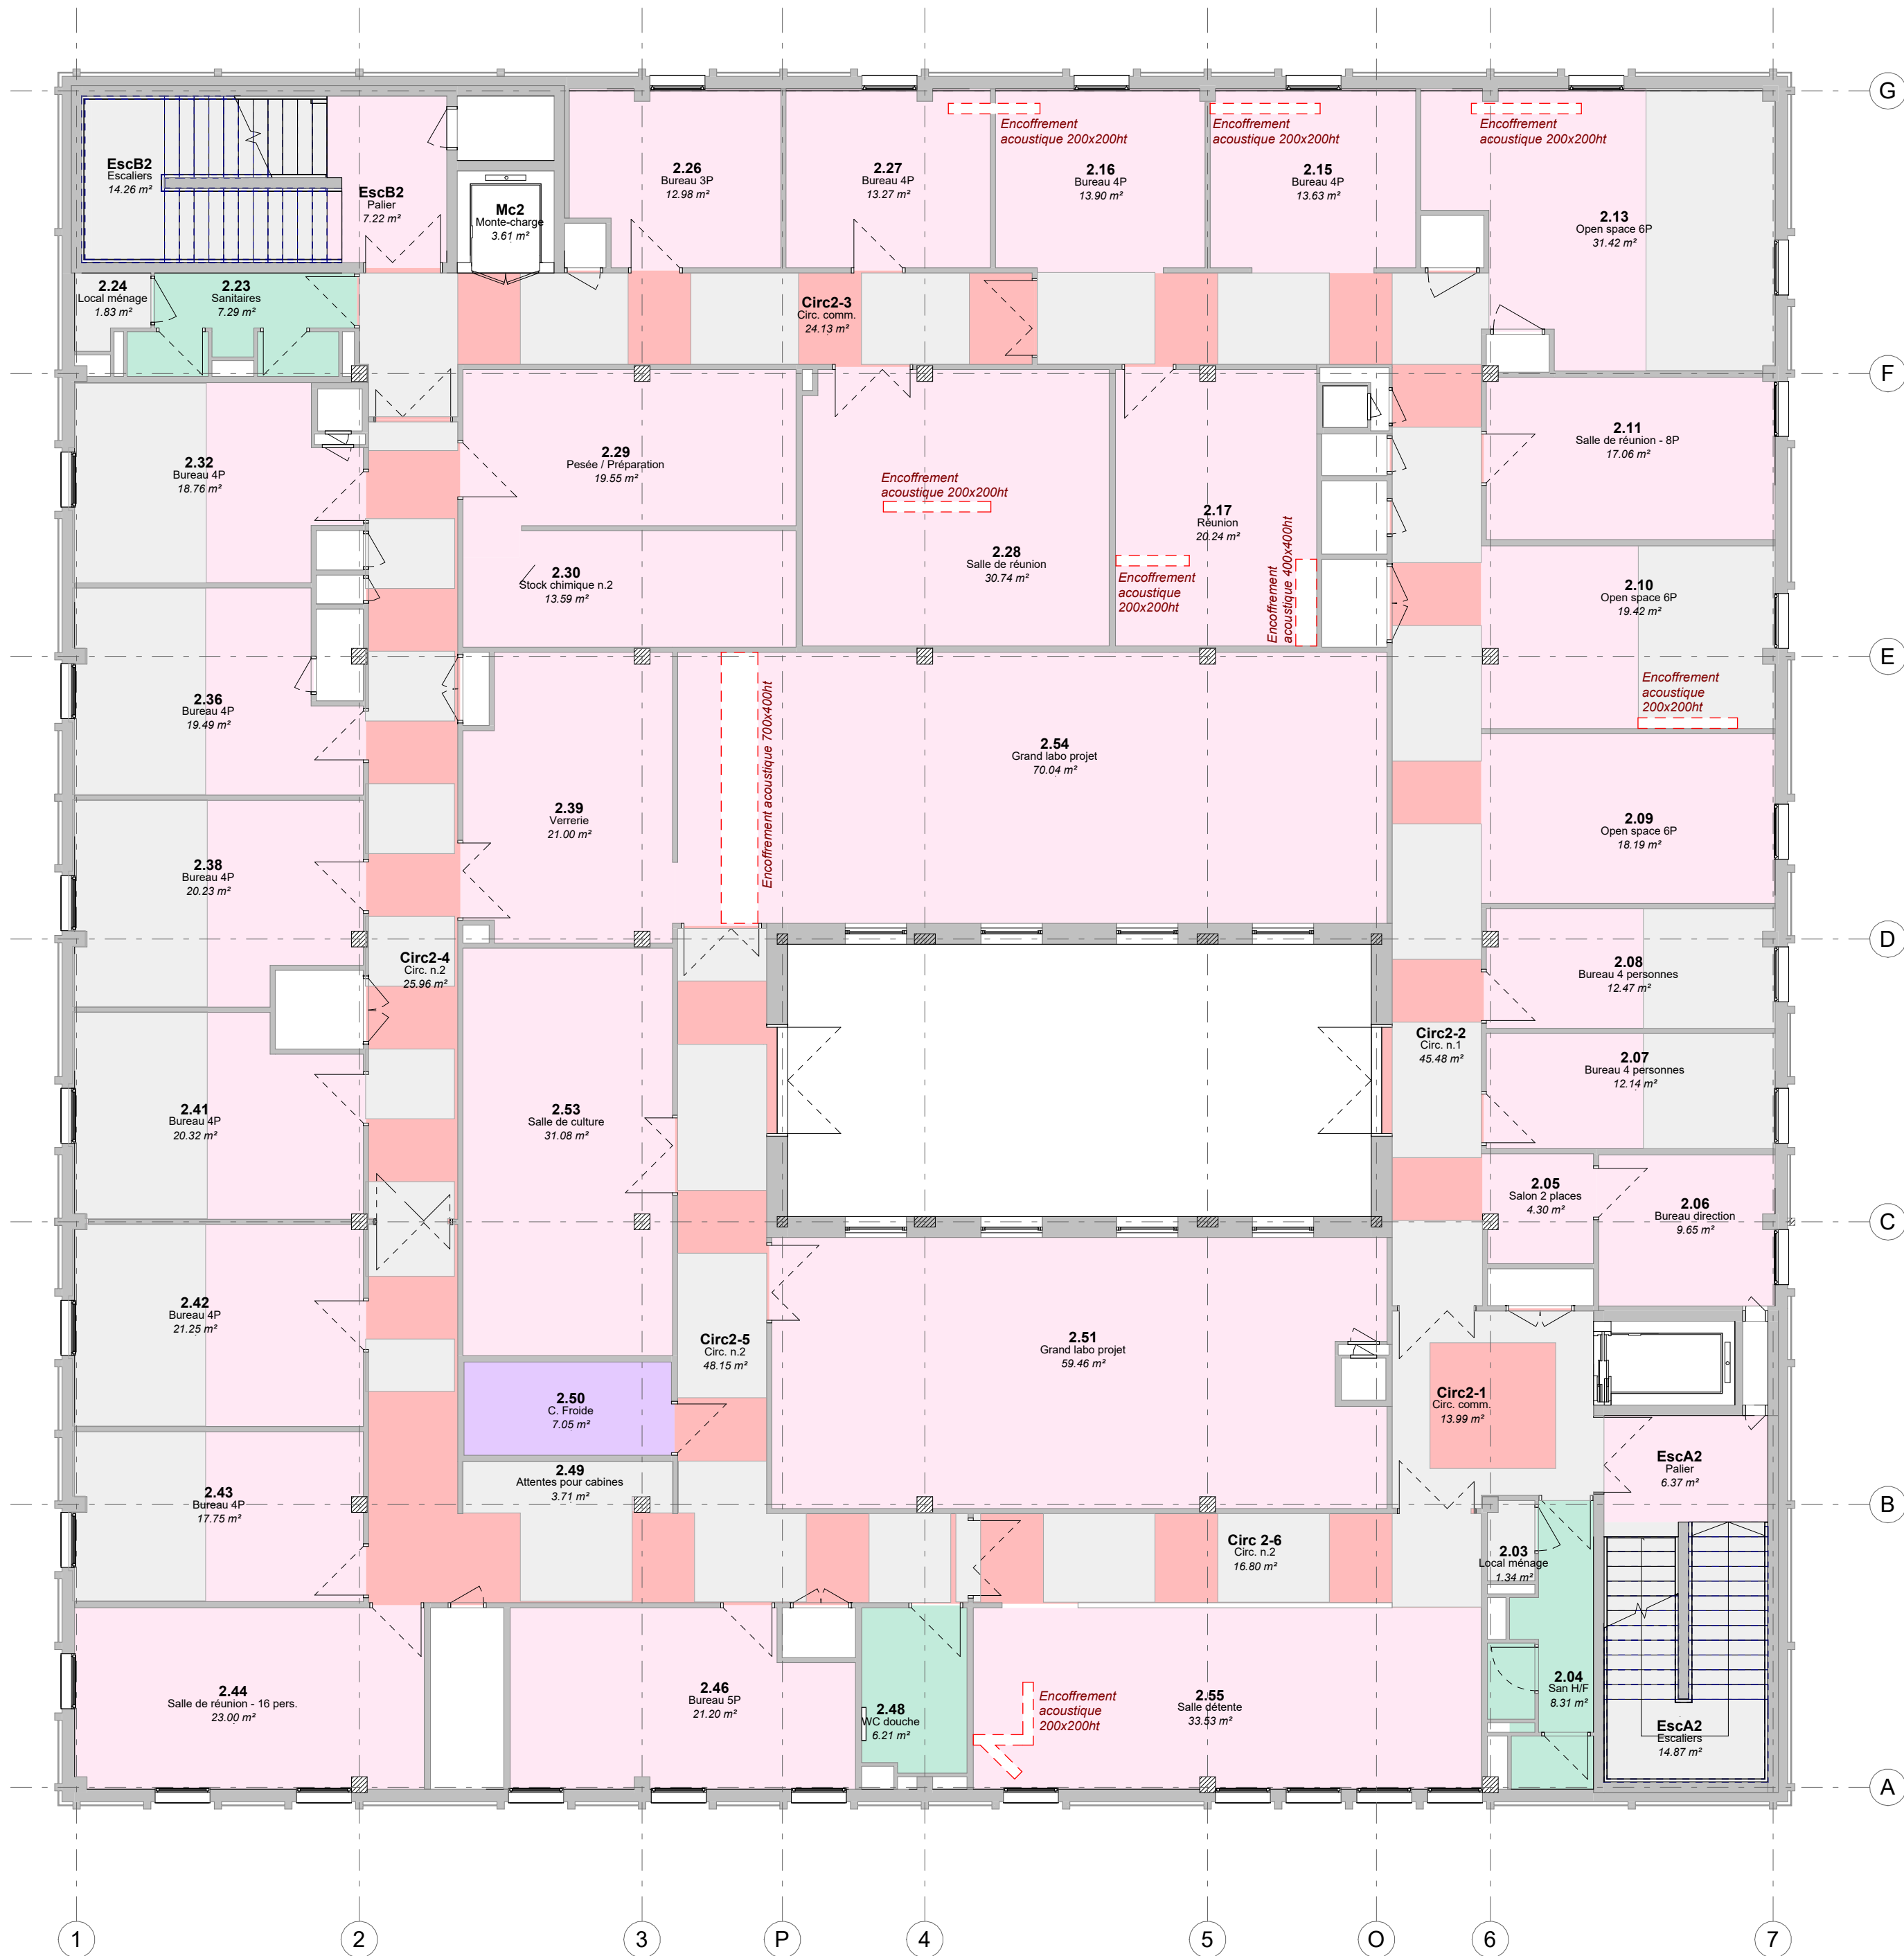 G
EscB2
Escaliers
14.26 m²
EscB2
Palier
7.22 m²
Mc2
Monte-charge
3.61 m²
2.26
Bureau 3P
12.98 m²
2.27
Bureau 4P
13.27 m²
Encoffrement
acoustique 200x200ht
2.16
Bureau 4P
13.90 m²
Encoffrement
acoustique 200x200ht
2.15
Bureau 4P
13.63 m²
Encoffrement
acoustique 200x200ht
2.13
Open space 6P
31.42 m²
2.24
Local ménage
1.83 m²
2.23
Sanitaires
7.29 m²
Circ2-3
Circ. comm.
24.13 m²
F
2.32
Bureau 4P
18.76 m²
2.29
Pesée / Préparation
19.55 m²
Encoffrement
acoustique 200x200ht
2.28
Salle de réunion
30.74 m²
2.17
Réunion
20.24 m²
Encoffrement
acoustique
200x200ht
Encoffrement
acoustique 400x400ht
2.11
Salle de réunion - 8P
17.06 m²
2.30
Stock chimique n.2
13.59 m²
2.10
Open space 6P
19.42 m²
Encoffrement
acoustique
200x200ht
E
2.36
Bureau 4P
19.49 m²
Encoffrement acoustique 700x400ht
2.54
Grand labo projet
70.04 m²
2.39
Verrerie
21.00 m²
2.09
Open space 6P
18.19 m²
2.38
Bureau 4P
20.23 m²
D
Circ2-4
Circ. n.2
25.96 m²
2.08
Bureau 4 personnes
12.47 m²
Circ2-2
Circ. n.1
45.48 m²
2.07
Bureau 4 personnes
12.14 m²
2.41
Bureau 4P
20.32 m²
2.53
Salle de culture
31.08 m²
2.05
Salon 2 places
4.30 m²
2.06
Bureau direction
9.65 m²
C
2.42
Bureau 4P
21.25 m²
Circ2-5
Circ. n.2
48.15 m²
2.51
Grand labo projet
59.46 m²
2.50
C. Froide
7.05 m²
Circ2-1
Circ. comm.
13.99 m²
EscA2
Palier
6.37 m²
2.49
Attentes pour cabines
3.71 m²
2.43
Bureau 4P
17.75 m²
B
Circ 2-6
Circ. n.2
16.80 m²
2.03
Local ménage
1.34 m²
2.44
Salle de réunion - 16 pers.
23.00 m²
2.46
Bureau 5P
21.20 m²
2.48
WC douche
6.21 m²
Encoffrement
acoustique
200x200ht
2.55
Salle détente
33.53 m²
2.04
San H/F
8.31 m²
EscA2
Escaliers
14.87 m²
A
1
2
3
P
4
5
O
6
7